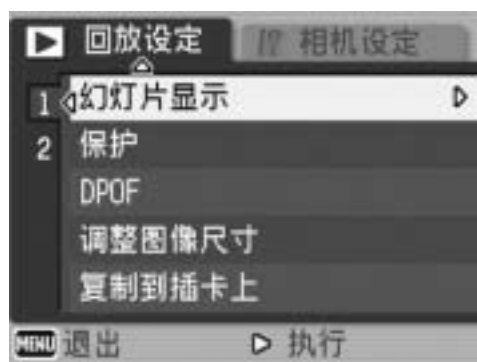 回放设定 相机设定
1 幻灯片显示
2 保护
DPOF
调整图像尺寸
复制到插卡上
MENU 退出 执行